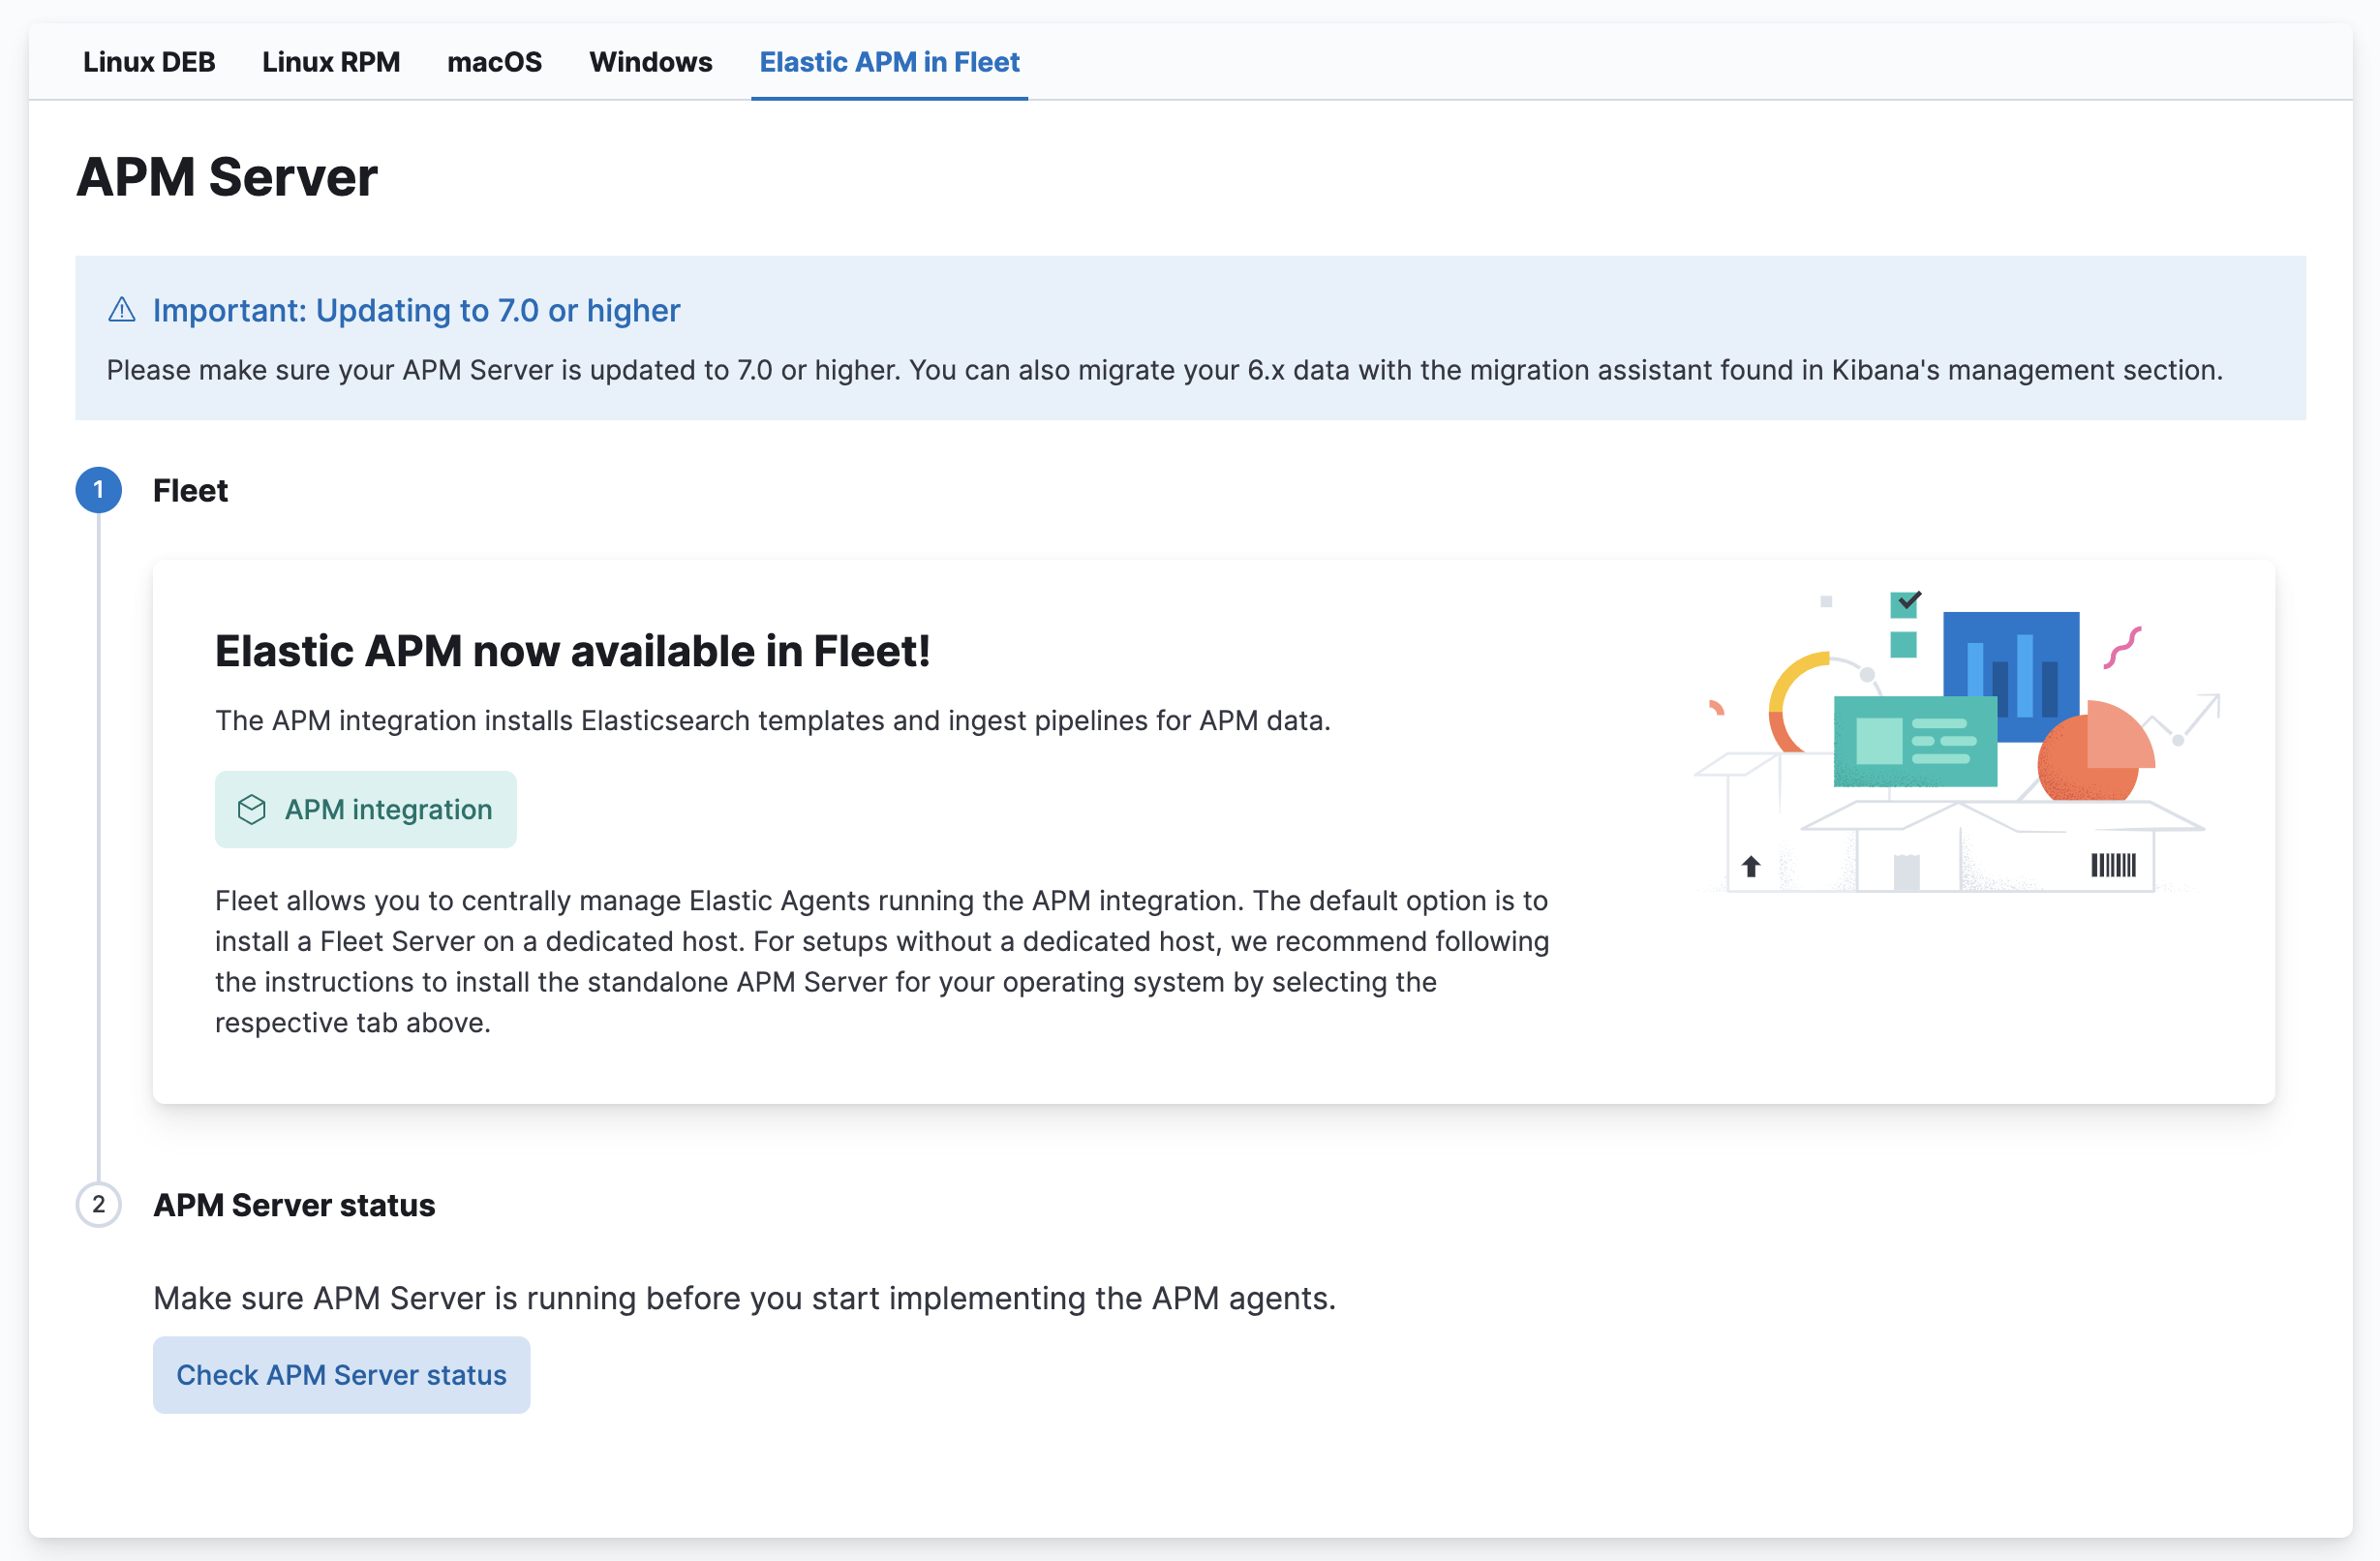 Linux DEB Linux RPM macOS Windows Elastic APM in Fleet
APM Server
Important: Updating to 7.0 or higher
Please make sure your APM Server is updated to 7.0 or higher. You can also migrate your 6.x data with the migration assistant found in Kibana's management section.
1 Fleet
Elastic APM now available in Fleet!
The APM integration installs Elasticsearch templates and ingest pipelines for APM data.
APM integration
Fleet allows you to centrally manage Elastic Agents running the APM integration. The default option is to
install a Fleet Server on a dedicated host. For setups without a dedicated host, we recommend following
the instructions to install the standalone APM Server for your operating system by selecting the
respective tab above.
2 APM Server status
Make sure APM Server is running before you start implementing the APM agents.
Check APM Server status